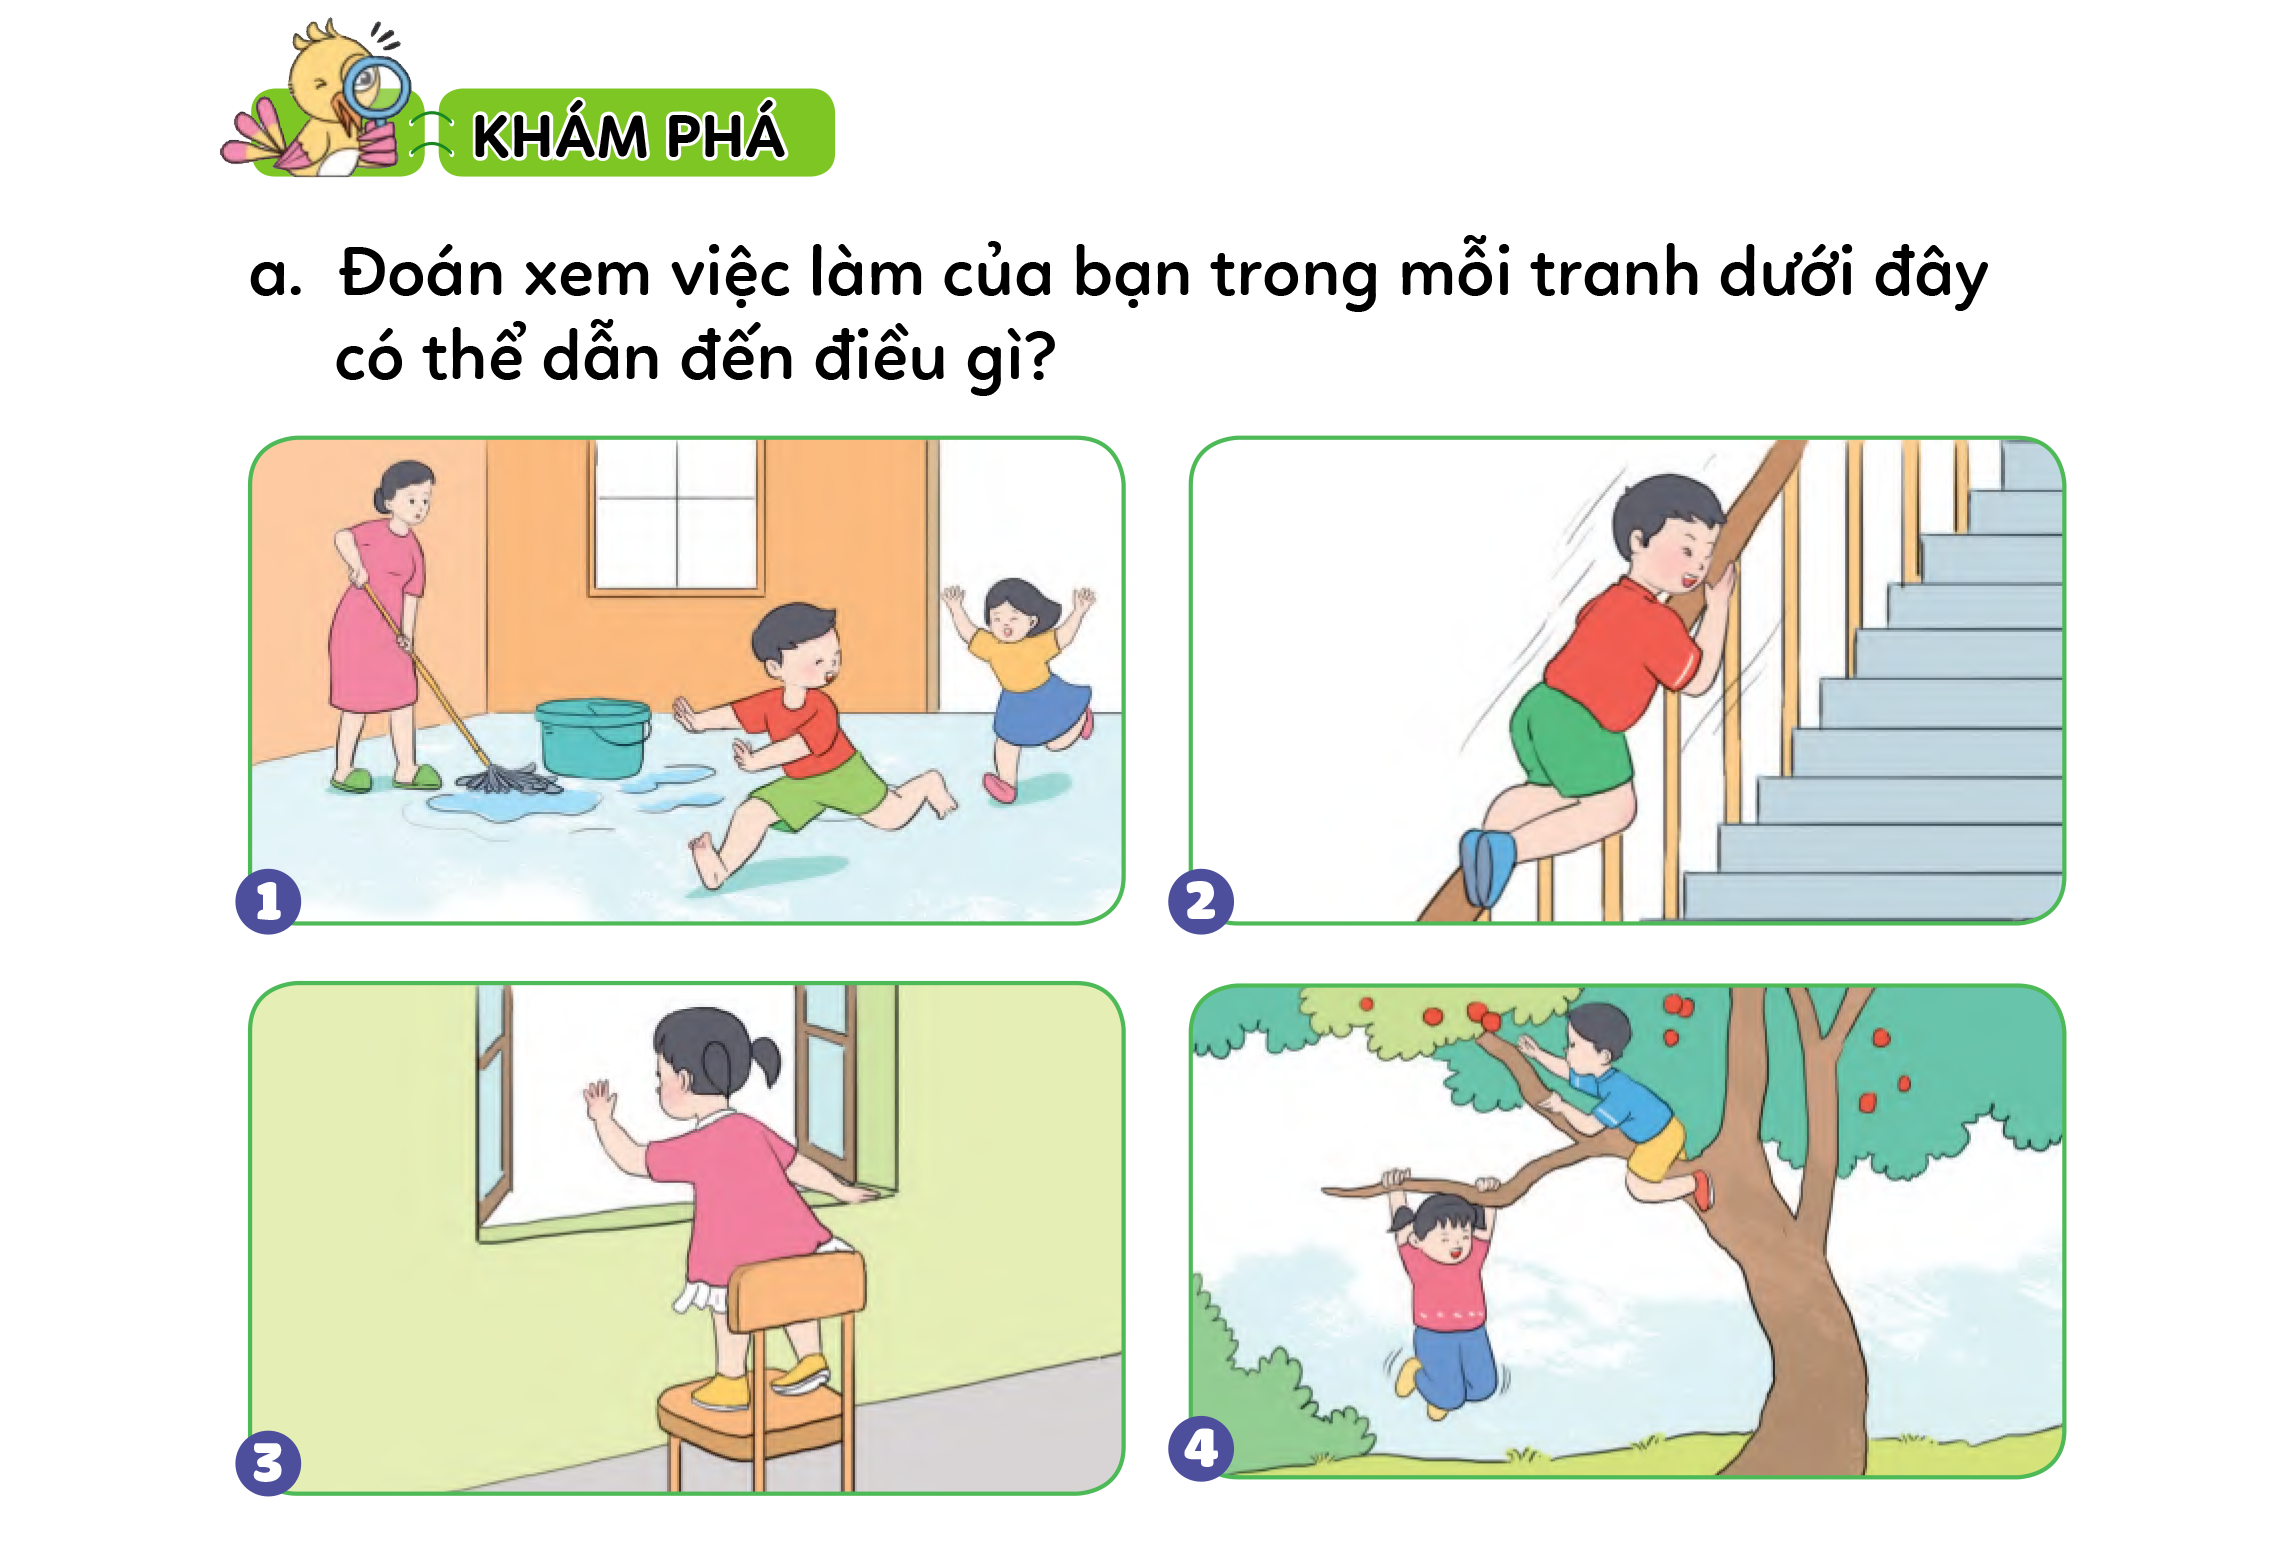 KHÁM PHÁ
a. Đoán xem việc làm của bạn trong mỗi tranh dưới đây
có thể dẫn đến điều gì?
1
2
3
4